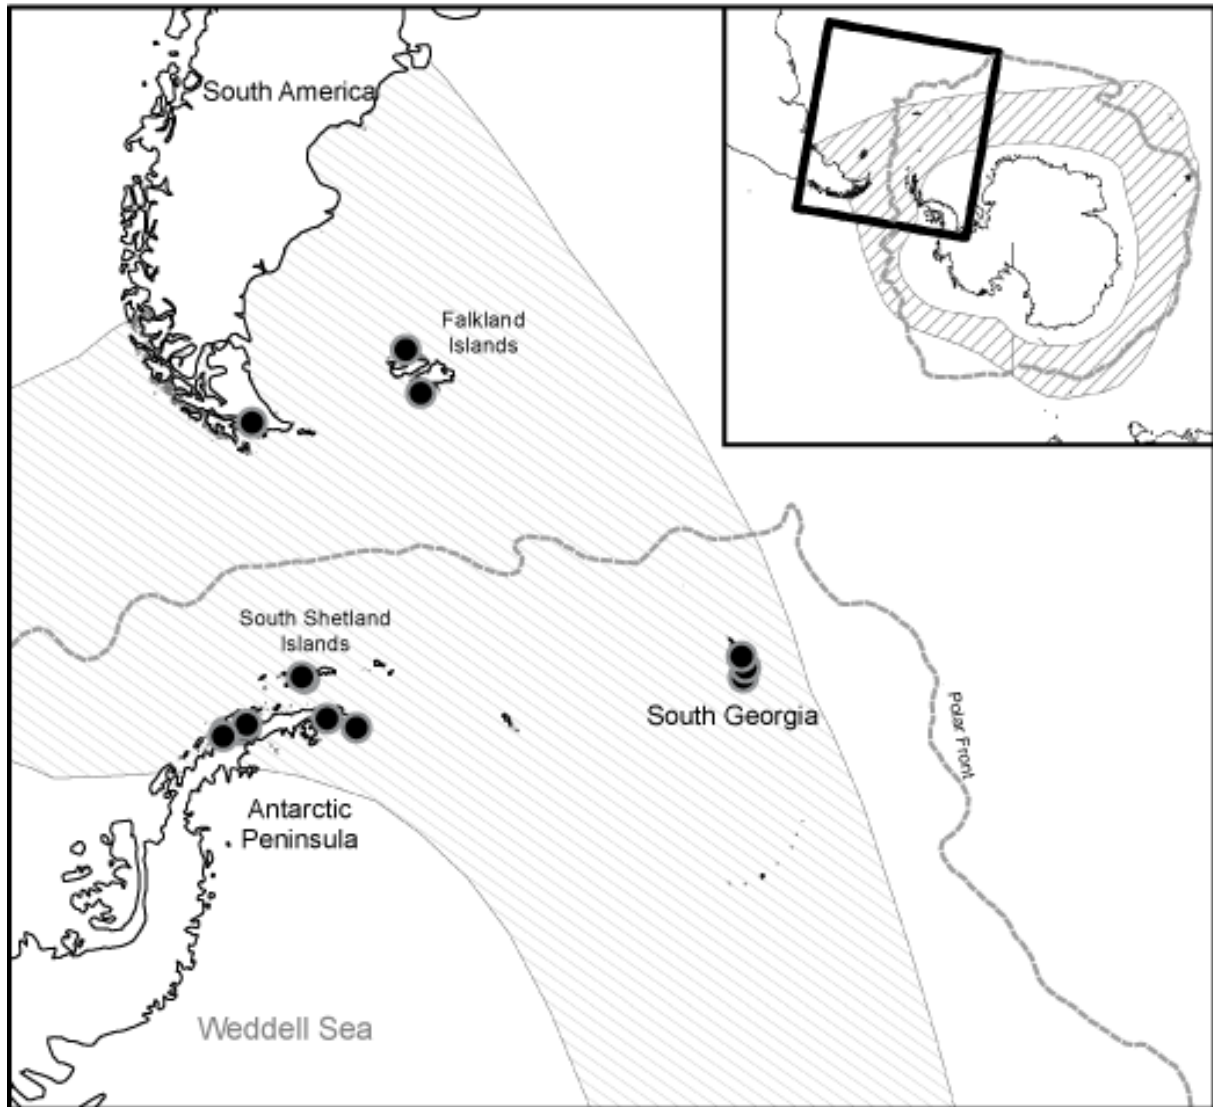 South America
Falkland
Islands
South Shetland
Islands
South Georgia
Polar Front
Antarctic
Peninsula
Weddell Sea